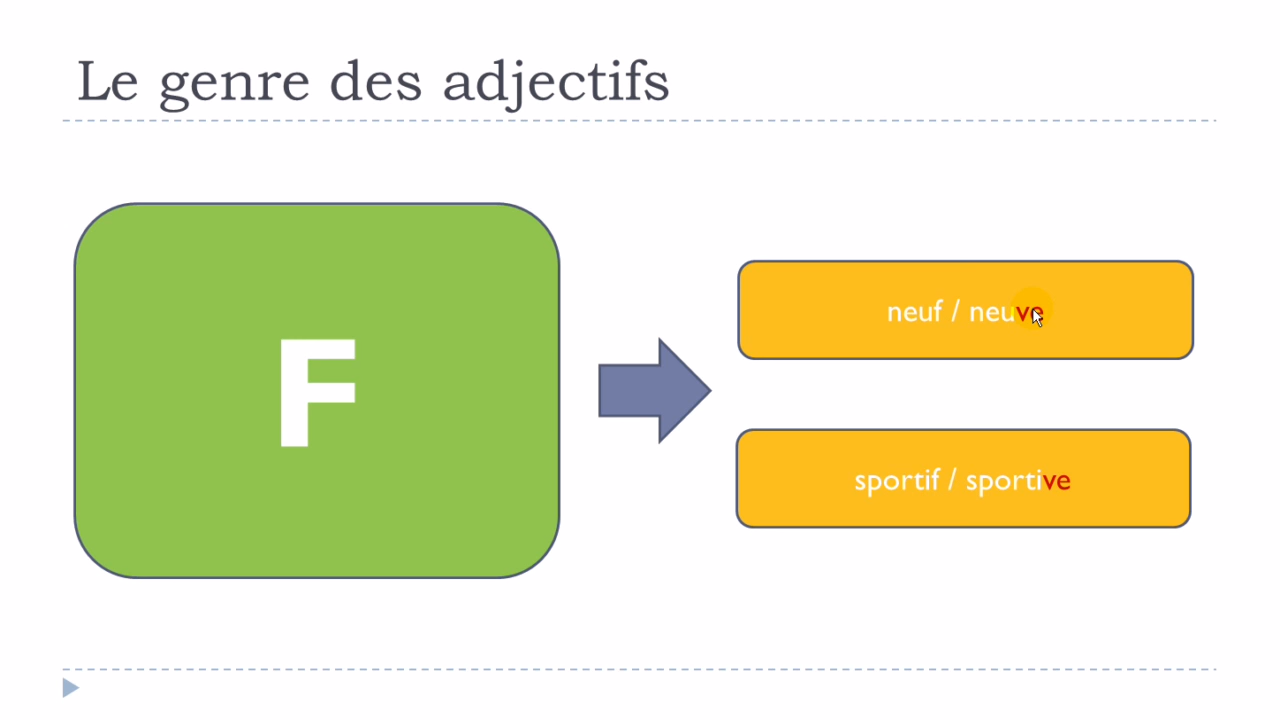 Le genre des adjectifs
F
neuf / neuve
sportif / sportive